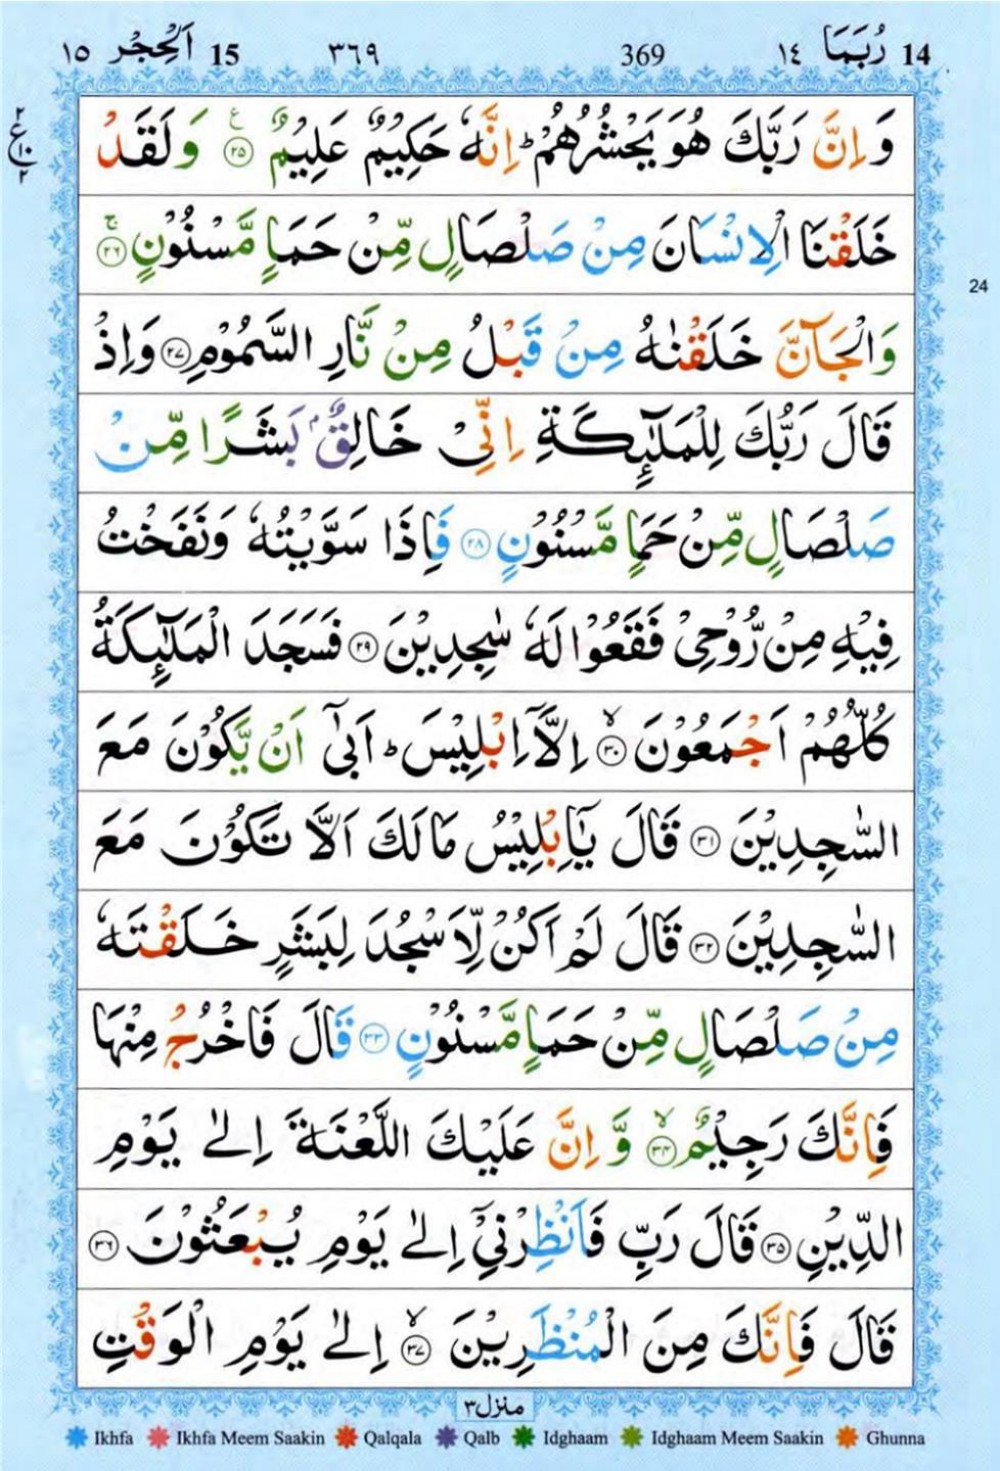 15 اَلْحِجْر ١٥ ٣٦٩ 369 14 رُبَمَا ١٤
وَ اِنَّ رَبَّكَ هُوَ يَحْشُرُهُمْ ؕ اِنَّهٗ حَكِيْمٌ عَلِيْمٌ ۠ ﴿٢٥﴾ وَ لَقَدْ
٢ ع ١٠ ٢
خَلَقْنَا الْاِنْسَانَ مِنْ صَلْصَالٍ مِّنْ حَمَاٍ مَّسْنُوْنٍ ۚ ﴿٢٦﴾
24
وَ الْجَآنَّ خَلَقْنٰهُ مِنْ قَبْلُ مِنْ نَّارِ السَّمُوْمِ ﴿٢٧﴾ وَاِذْ
قَالَ رَبُّكَ لِلْمَلٰٓئِكَةِ اِنِّىْ خَالِقٌۢ بَشَرًا مِّنْ
صَلْصَالٍ مِّنْ حَمَاٍ مَّسْنُوْنٍ ﴿٢٨﴾ فَاِذَا سَوَّيْتُهٗ وَنَفَخْتُ
فِيْهِ مِنْ رُّوْحِىْ فَقَعُوْا لَهٗ سٰجِدِيْنَ ﴿٢٩﴾ فَسَجَدَ الْمَلٰٓئِكَةُ
كُلُّهُمْ اَجْمَعُوْنَ ۙ ﴿٣٠﴾ اِلَّاۤ اِبْلِيْسَ ؕ اَبٰٓى اَنْ يَّكُوْنَ مَعَ
السّٰجِدِيْنَ ﴿٣١﴾ قَالَ يٰۤاِبْلِيْسُ مَا لَكَ اَلَّا تَكُوْنَ مَعَ
السّٰجِدِيْنَ ﴿٣٢﴾ قَالَ لَمْ اَكُنْ لِّاَسْجُدَ لِبَشَرٍ خَلَقْتَهٗ
مِنْ صَلْصَالٍ مِّنْ حَمَاٍ مَّسْنُوْنٍ ﴿٣٣﴾ قَالَ فَاخْرُجْ مِنْهَا
فَاِنَّكَ رَجِيْمٌ ۙ ﴿٣٤﴾ وَّ اِنَّ عَلَيْكَ اللَّعْنَةَ اِلٰى يَوْمِ
الدِّيْنِ ﴿٣٥﴾ قَالَ رَبِّ فَاَنْظِرْنِىْۤ اِلٰى يَوْمِ يُبْعَثُوْنَ ﴿٣٦﴾
قَالَ فَاِنَّكَ مِنَ الْمُنْظَرِيْنَ ۙ ﴿٣٧﴾ اِلٰى يَوْمِ الْوَقْتِ
منزل ٣
Ikhfa Ikhfa Meem Saakin Qalqala Qalb Idghaam Idghaam Meem Saakin Ghunna